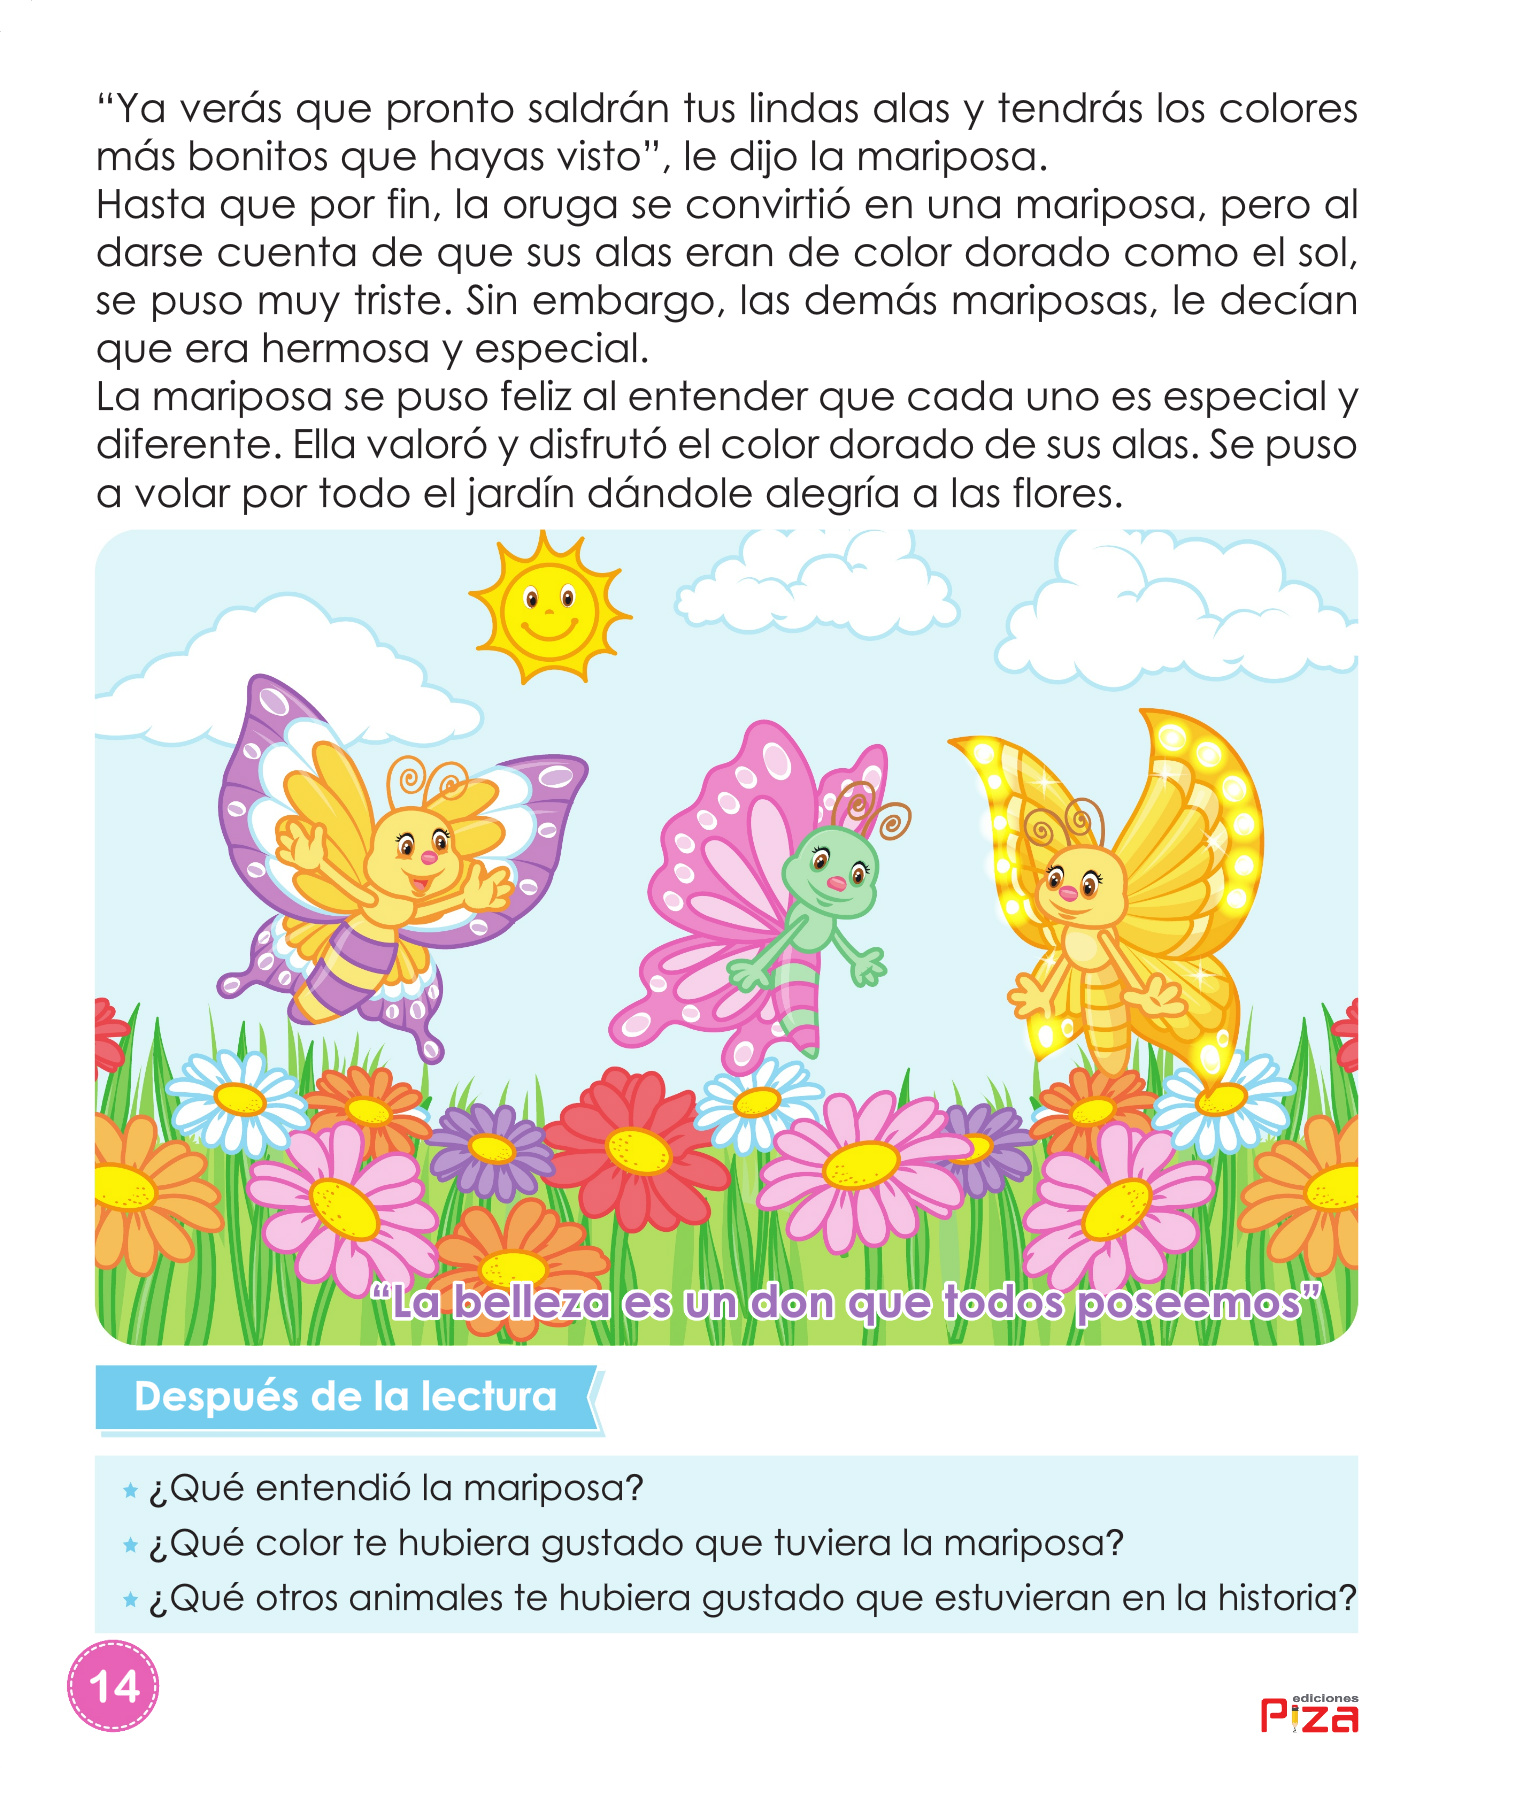 “Ya verás que pronto saldrán tus lindas alas y tendrás los colores
más bonitos que hayas visto”, le dijo la mariposa.
Hasta que por fin, la oruga se convirtió en una mariposa, pero al
darse cuenta de que sus alas eran de color dorado como el sol,
se puso muy triste. Sin embargo, las demás mariposas, le decían
que era hermosa y especial.
La mariposa se puso feliz al entender que cada uno es especial y
diferente. Ella valoró y disfrutó el color dorado de sus alas. Se puso
a volar por todo el jardín dándole alegría a las flores.
“La belleza es un don que todos poseemos”
Después de la lectura
¿Qué entendió la mariposa?
¿Qué color te hubiera gustado que tuviera la mariposa?
¿Qué otros animales te hubiera gustado que estuvieran en la historia?
14
ediciones
Piza